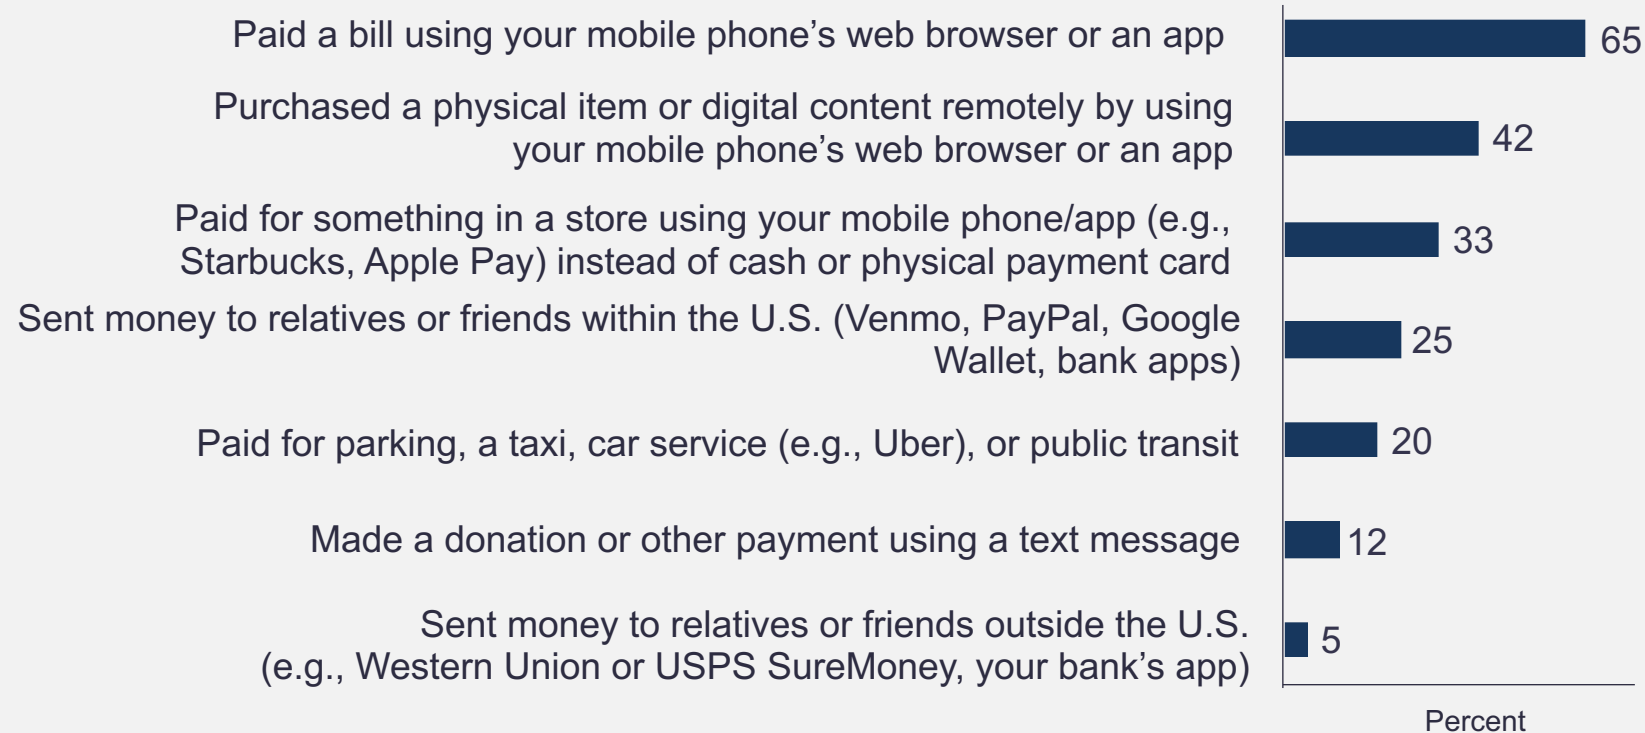 Paid a bill using your mobile phone’s web browser or an app
65
Purchased a physical item or digital content remotely by using
your mobile phone’s web browser or an app
42
Paid for something in a store using your mobile phone/app (e.g.,
Starbucks, Apple Pay) instead of cash or physical payment card
33
Sent money to relatives or friends within the U.S. (Venmo, PayPal, Google
Wallet, bank apps)
25
Paid for parking, a taxi, car service (e.g., Uber), or public transit
20
Made a donation or other payment using a text message
12
Sent money to relatives or friends outside the U.S.
(e.g., Western Union or USPS SureMoney, your bank’s app)
5
Percent